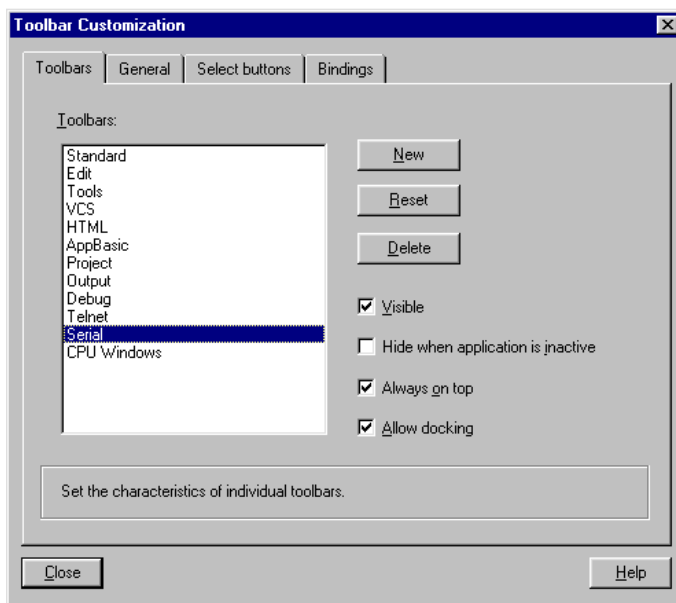 Toolbar Customization
Toolbars General Select buttons Bindings
Toolbars:
Standard
Edit
Tools
VCS
HTML
AppBasic
Project
Output
Debug
Telnet
Serial
CPU Windows
New
Reset
Delete
Visible
Hide when application is inactive
Always on top
Allow docking
Set the characteristics of individual toolbars.
Close Help